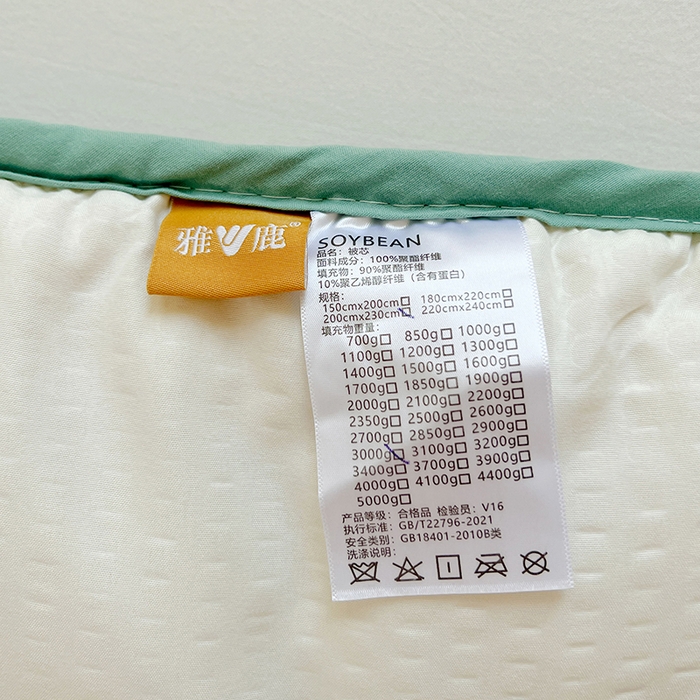 雅鹿
SOYBEAN
品名：被芯
面料成分：100%聚酯纤维
填充物：90%聚酯纤维
10%聚乙烯醇纤维（含有蛋白）
规格：
150cmx200cm□ 180cmx220cm□
200cmx230cm□ 220cmx240cm□
填充物重量：
700g□ 850g□ 1000g□
1100g□ 1200g□ 1300g□
1400g□ 1500g□ 1600g□
1700g□ 1850g□ 1900g□
2000g□ 2100g□ 2200g□
2350g□ 2500g□ 2600g□
2700g□ 2850g□ 2900g□
3000g□ 3100g□ 3200g□
3400g□ 3700g□ 3900g□
4000g□ 4100g□ 4400g□
5000g□
产品等级：合格品 检验员：V16
执行标准：GB/T22796-2021
安全类别：GB18401-2010B类
洗涤说明：